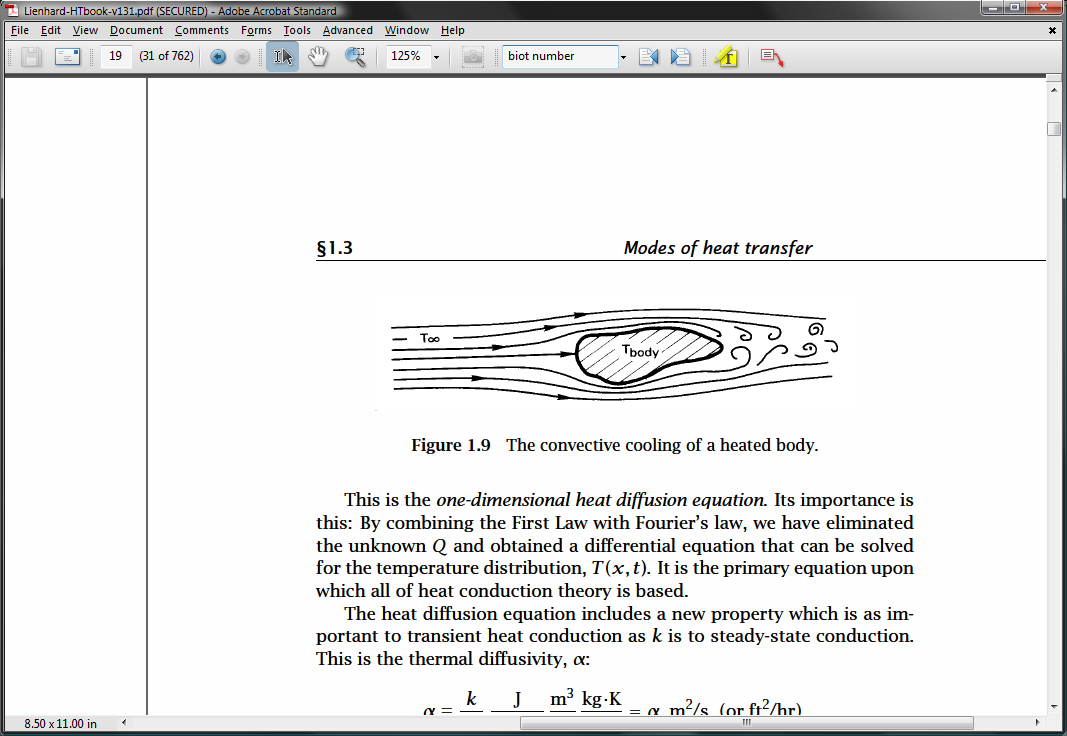 Lienhard-HTbook-v131.pdf (SECURED) - Adobe Acrobat Standard
File Edit View Document Comments Forms Tools Advanced Window Help
19 (31 of 762) 125% biot number
§1.3 Modes of heat transfer
T∞
Tbody
Figure 1.9 The convective cooling of a heated body.
This is the one-dimensional heat diffusion equation. Its importance is
this: By combining the First Law with Fourier's law, we have eliminated
the unknown Q and obtained a differential equation that can be solved
for the temperature distribution, T(x, t). It is the primary equation upon
which all of heat conduction theory is based.
The heat diffusion equation includes a new property which is as im-
portant to transient heat conduction as k is to steady-state conduction.
This is the thermal diffusivity, α:
k J m³ kg·K
α = = α m²/s (or ft²/hr)
8.50 x 11.00 in